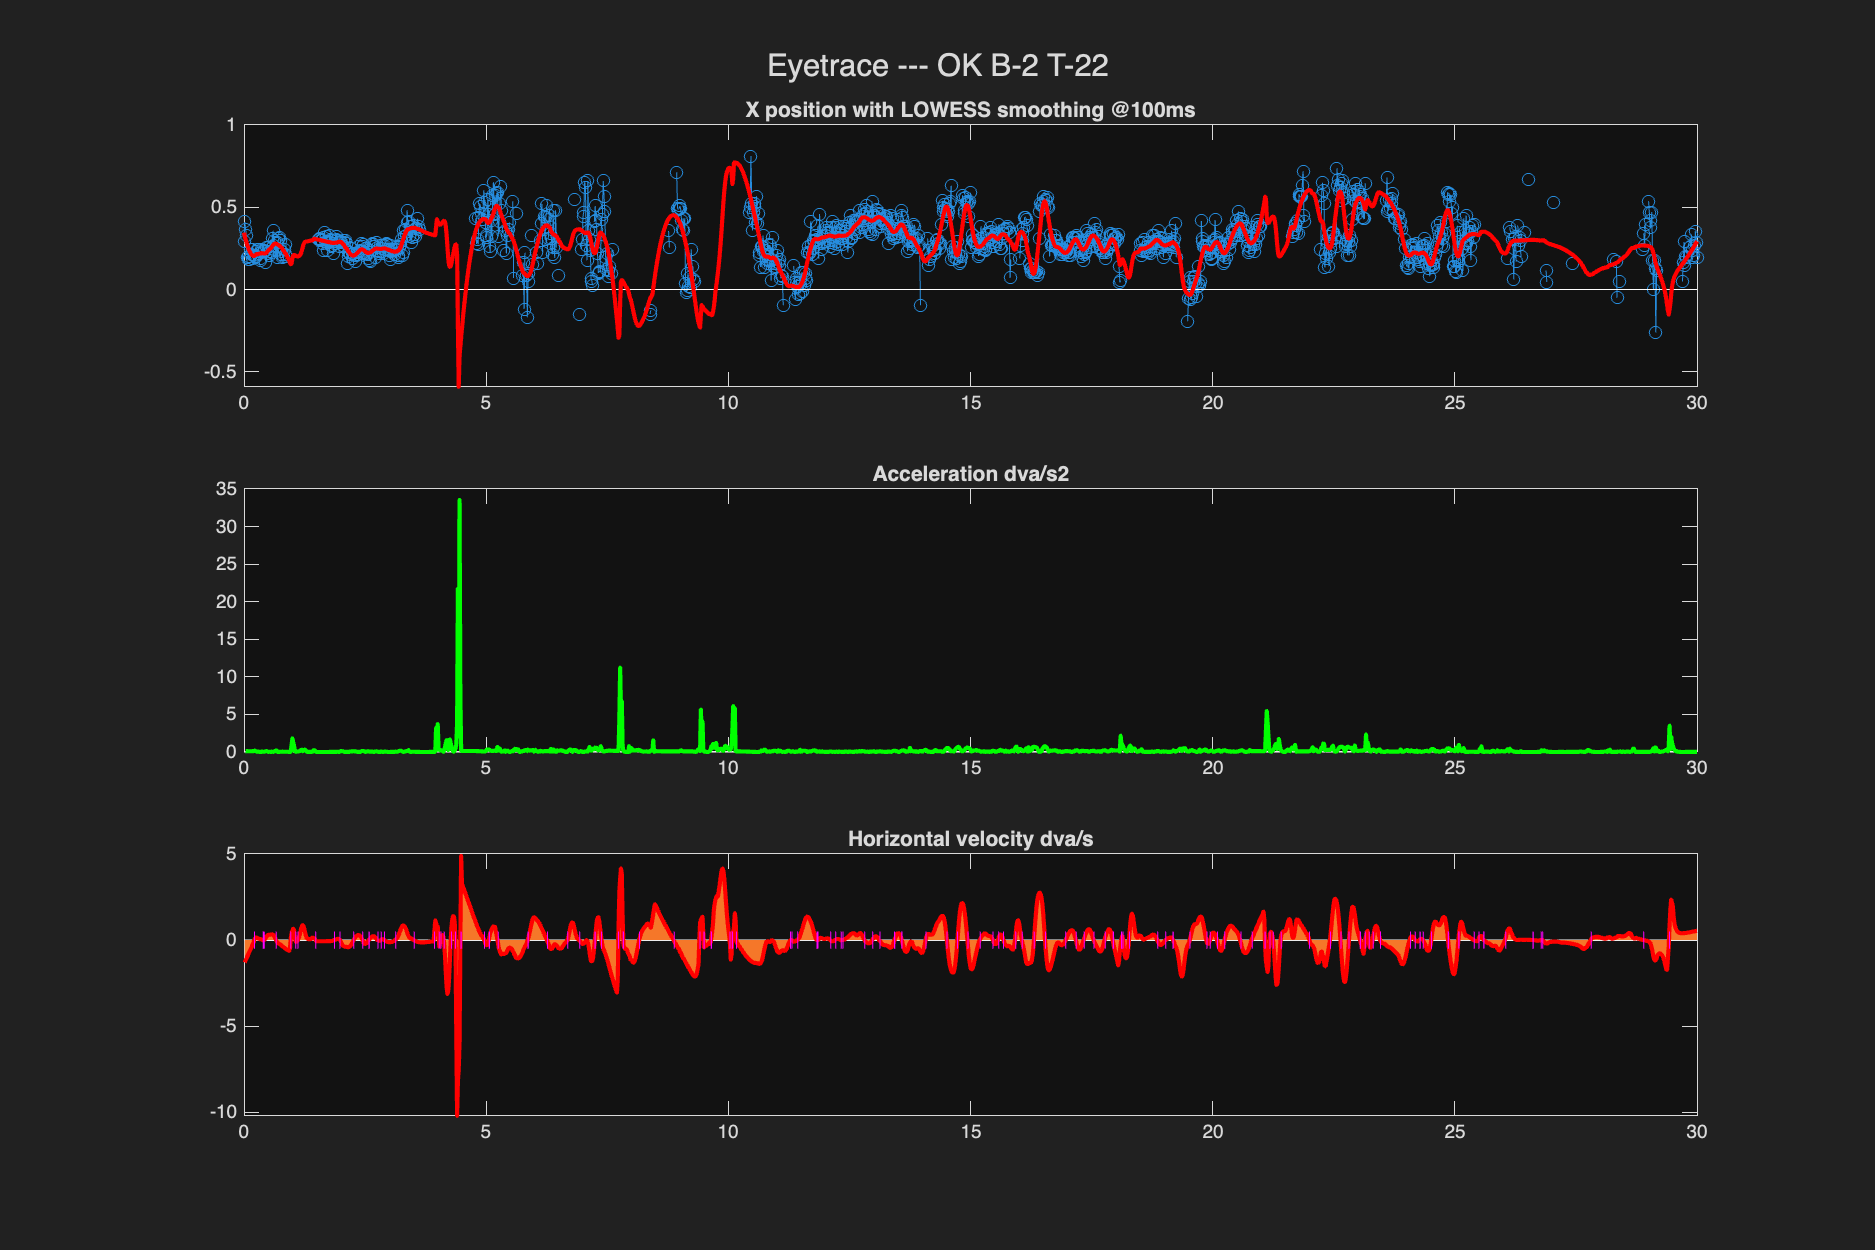 Eyetrace --- OK B-2 T-22
X position with LOWESS smoothing @100ms
1
0.5
0
-0.5
0 5 10 15 20 25 30
Acceleration dva/s2
35
30
25
20
15
10
5
0
0 5 10 15 20 25 30
Horizontal velocity dva/s
5
0
-5
-10
0 5 10 15 20 25 30